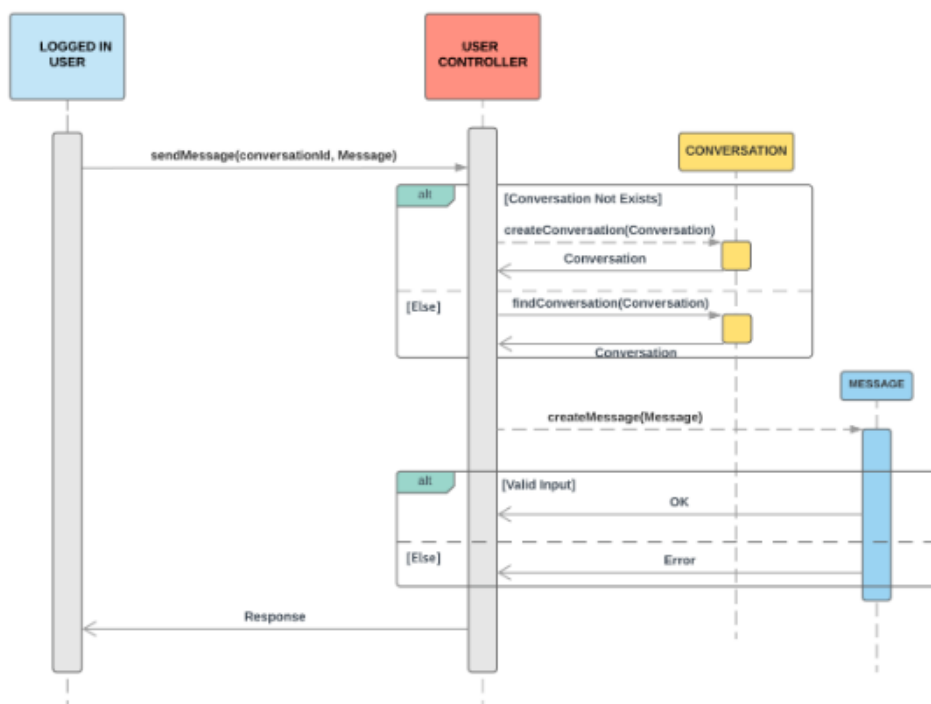 LOGGED IN
USER
USER
CONTROLLER
CONVERSATION
sendMessage(conversationId, Message)
alt
[Conversation Not Exists]
createConversation(Conversation)
Conversation
[Else]
findConversation(Conversation)
Conversation
MESSAGE
createMessage(Message)
alt
[Valid Input]
OK
[Else]
Error
Response